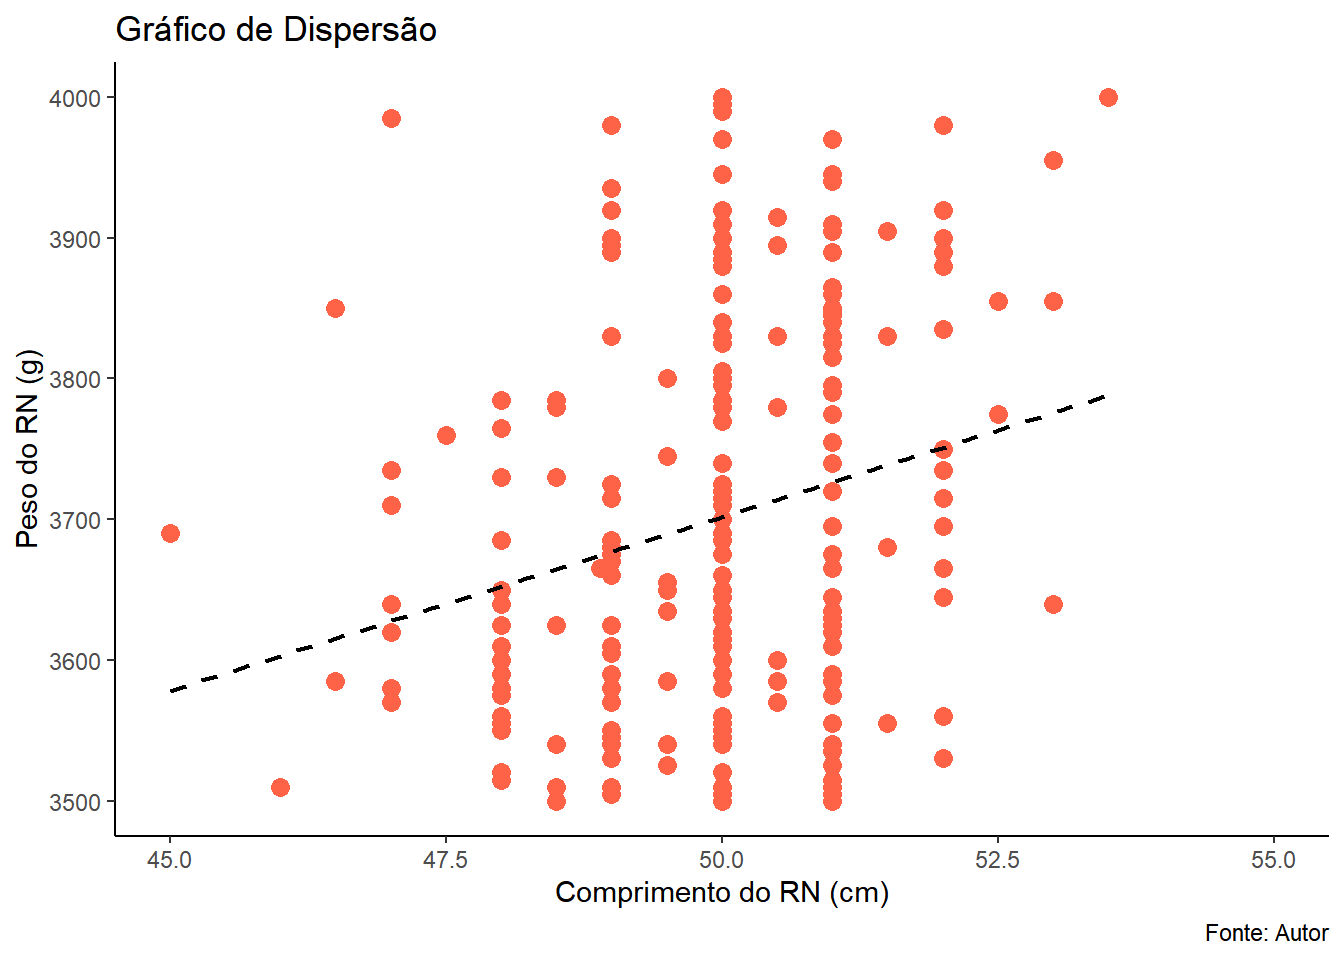 Gráfico de Dispersão
4000
3900
3800
3700
3600
3500
Peso do RN (g)
45.0 47.5 50.0 52.5 55.0
Comprimento do RN (cm)
Fonte: Autor